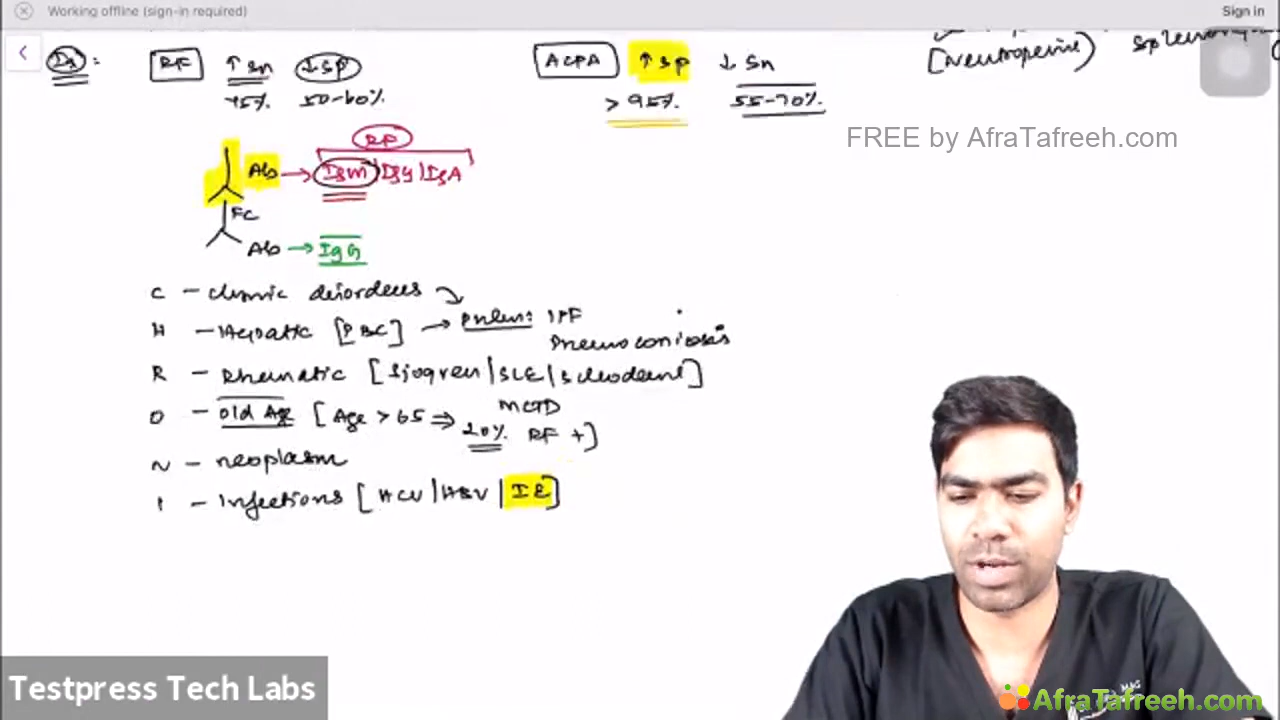 Working offline (sign-in required)
Sign in
Ix :
RF ↑ Sn ↓ Sp
75% 50-60%
ACPA ↑ Sp ↓ Sn
> 95% 55-70%
[Neutropenia)
FREE by AfraTafreeh.com
RF
Ab → IgM | IgG | IgA
FC
Ab → IgG
C - chronic disorders
H - Hepatic [PBC] → Pulm: IPF
Pneumoconiosis
R - Rheumatic [Sjogren | SLE | Scleroderma]
MCTD
O - Old Age [Age > 65 ⇒ 20% RF +]
N - neoplasm
I - Infections [HCV | HBV | IE]
Testpress Tech Labs
AfraTafreeh.com